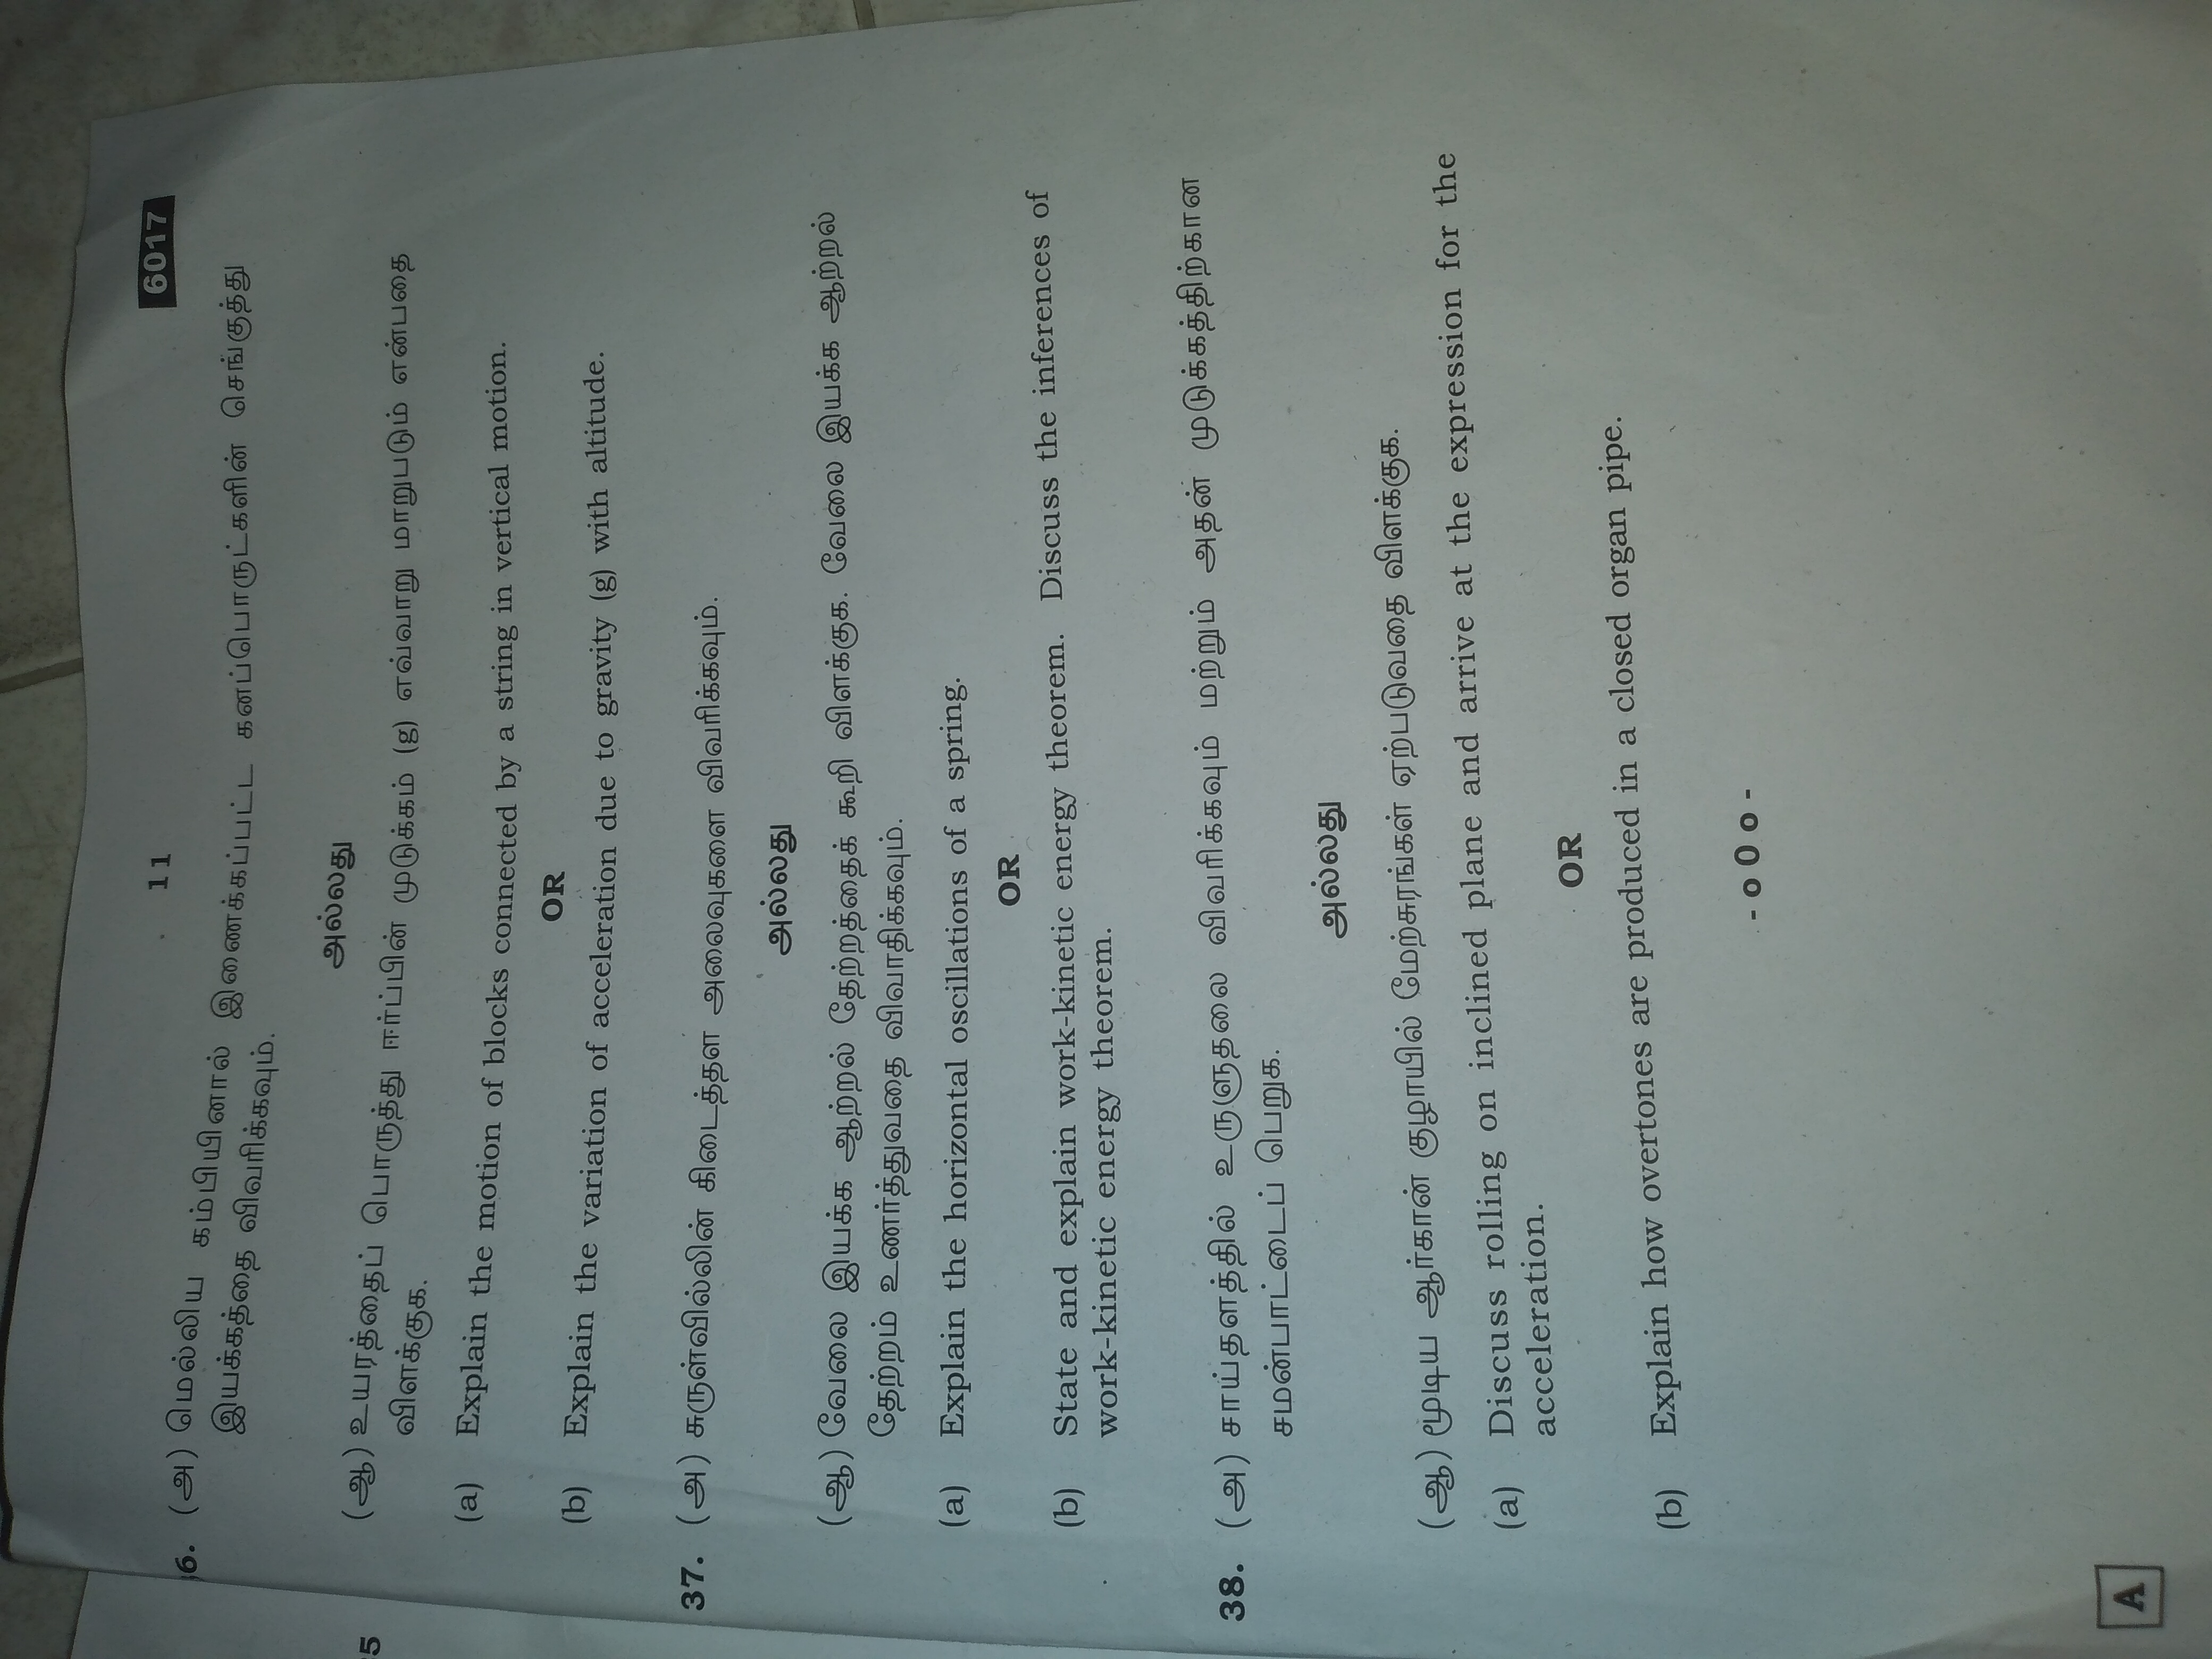 11
6017
6. (அ) மெல்லிய கம்பியினால் இணைக்கப்பட்ட கனப்பொருட்களின் செங்குத்து
இயக்கத்தை விவரிக்கவும்.
அல்லது
5
(ஆ) உயரத்தைப் பொருத்து ஈர்ப்பின் முடுக்கம் (g) எவ்வாறு மாறுபடும் என்பதை
விளக்குக.
(a) Explain the motion of blocks connected by a string in vertical motion.
OR
(b) Explain the variation of acceleration due to gravity (g) with altitude.
37. (அ) சுருள்வில்லின் கிடைத்தள அலைவுகளை விவரிக்கவும்.
அல்லது
(ஆ) வேலை இயக்க ஆற்றல் தேற்றத்தைக் கூறி விளக்குக. வேலை இயக்க ஆற்றல்
தேற்றம் உணர்த்துவதை விவாதிக்கவும்.
(a) Explain the horizontal oscillations of a spring.
OR
(b) State and explain work-kinetic energy theorem. Discuss the inferences of
work-kinetic energy theorem.
38. (அ) சாய்தளத்தில் உருளுதலை விவரிக்கவும் மற்றும் அதன் முடுக்கத்திற்கான
சமன்பாட்டைப் பெறுக.
அல்லது
(ஆ) மூடிய ஆர்கான் குழாயில் மேற்சுரங்கள் ஏற்படுவதை விளக்குக.
(a) Discuss rolling on inclined plane and arrive at the expression for the
acceleration.
OR
(b) Explain how overtones are produced in a closed organ pipe.
- o 0 o -
A